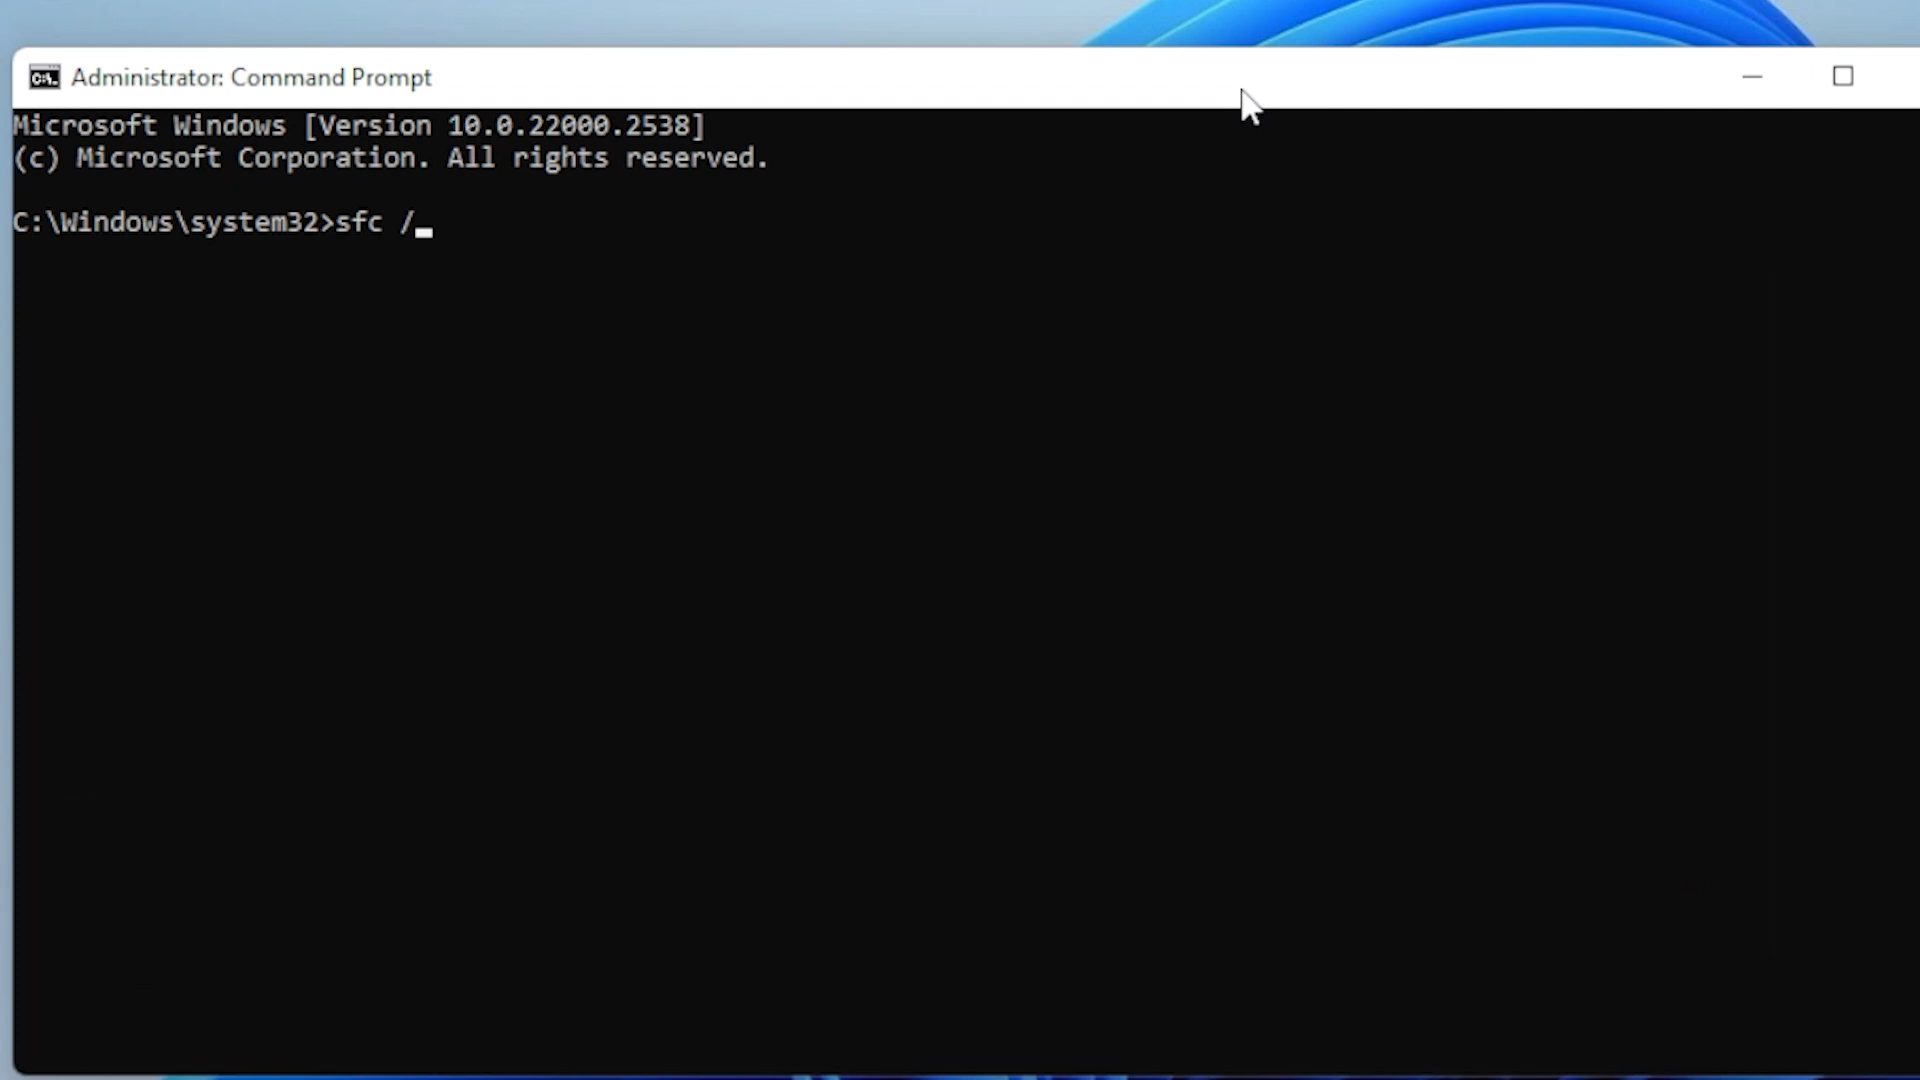 Administrator: Command Prompt
Microsoft Windows [Version 10.0.22000.2538]
(c) Microsoft Corporation. All rights reserved.
C:\Windows\system32>sfc /